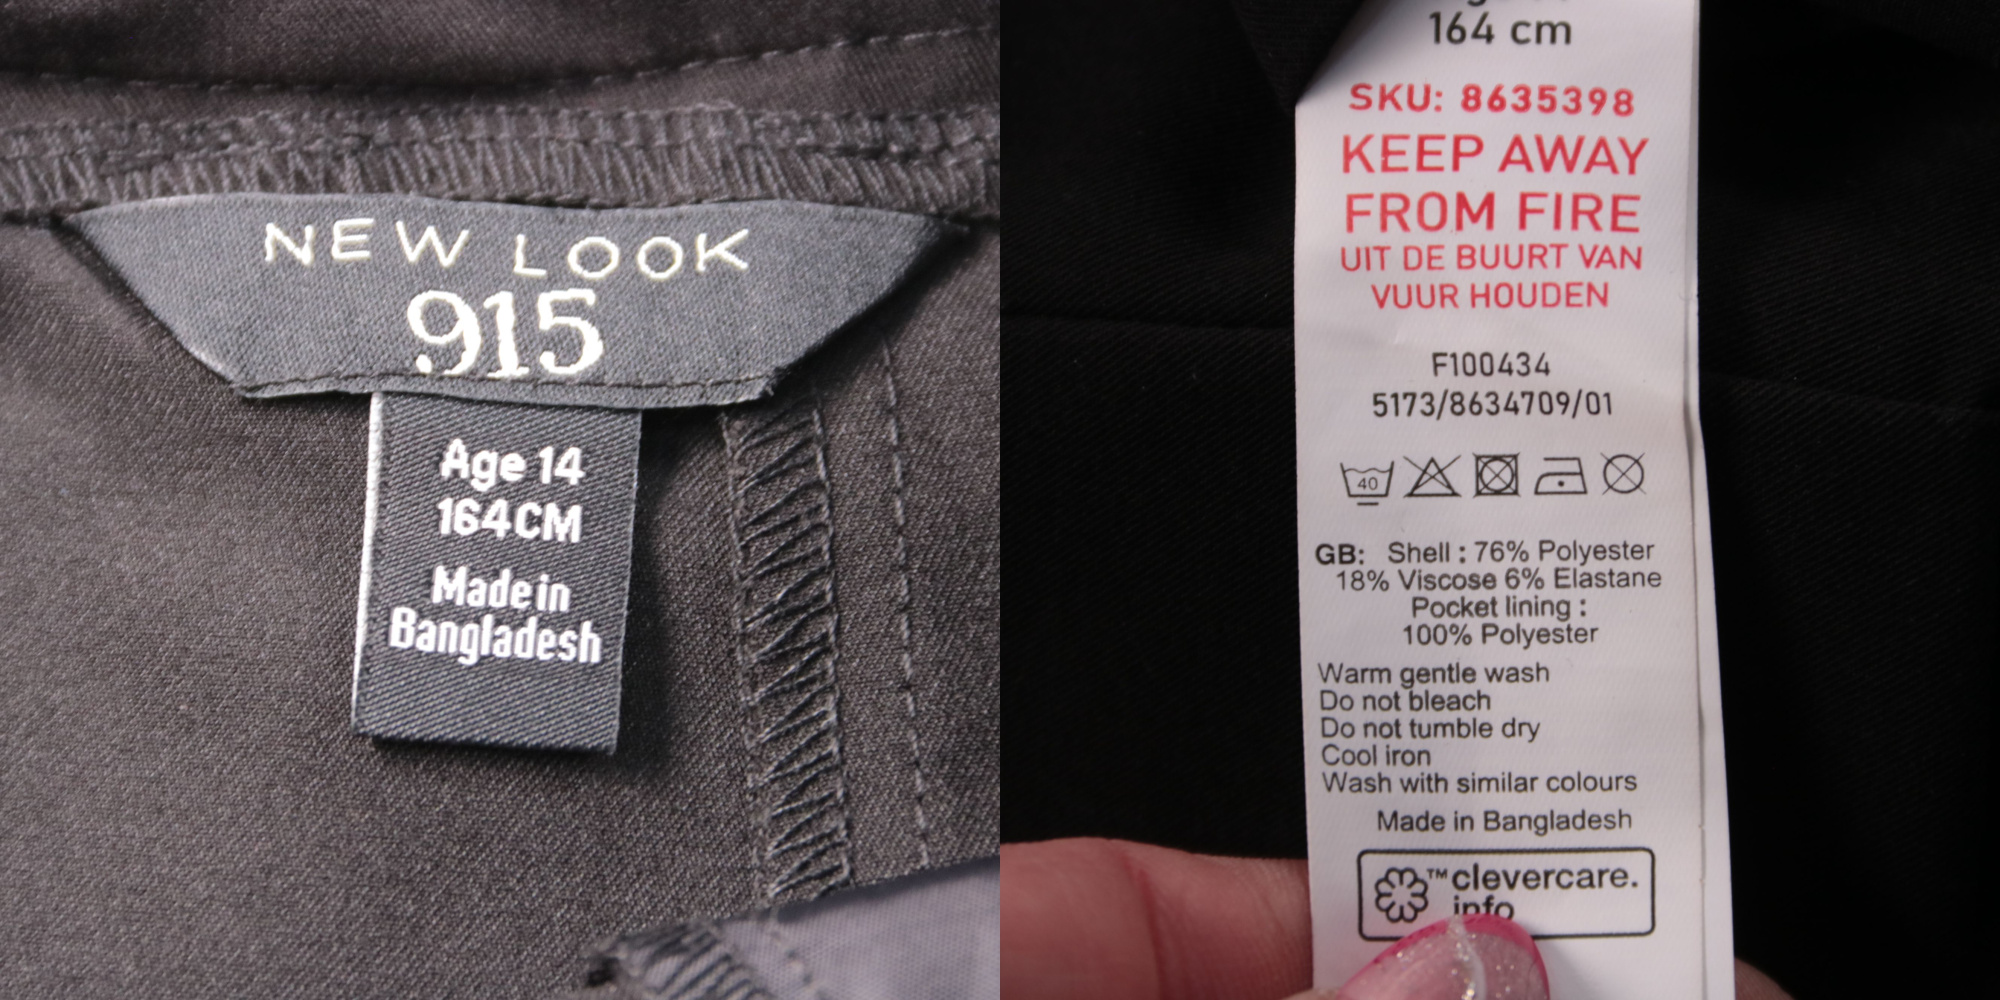 NEW LOOK
915
Age 14
164CM
Made in
Bangladesh
164 cm
SKU: 8635398
KEEP AWAY
FROM FIRE
UIT DE BUURT VAN
VUUR HOUDEN
F100434
5173/8634709/01
40
GB: Shell : 76% Polyester
18% Viscose 6% Elastane
Pocket lining :
100% Polyester
Warm gentle wash
Do not bleach
Do not tumble dry
Cool iron
Wash with similar colours
Made in Bangladesh
™ clevercare.
info